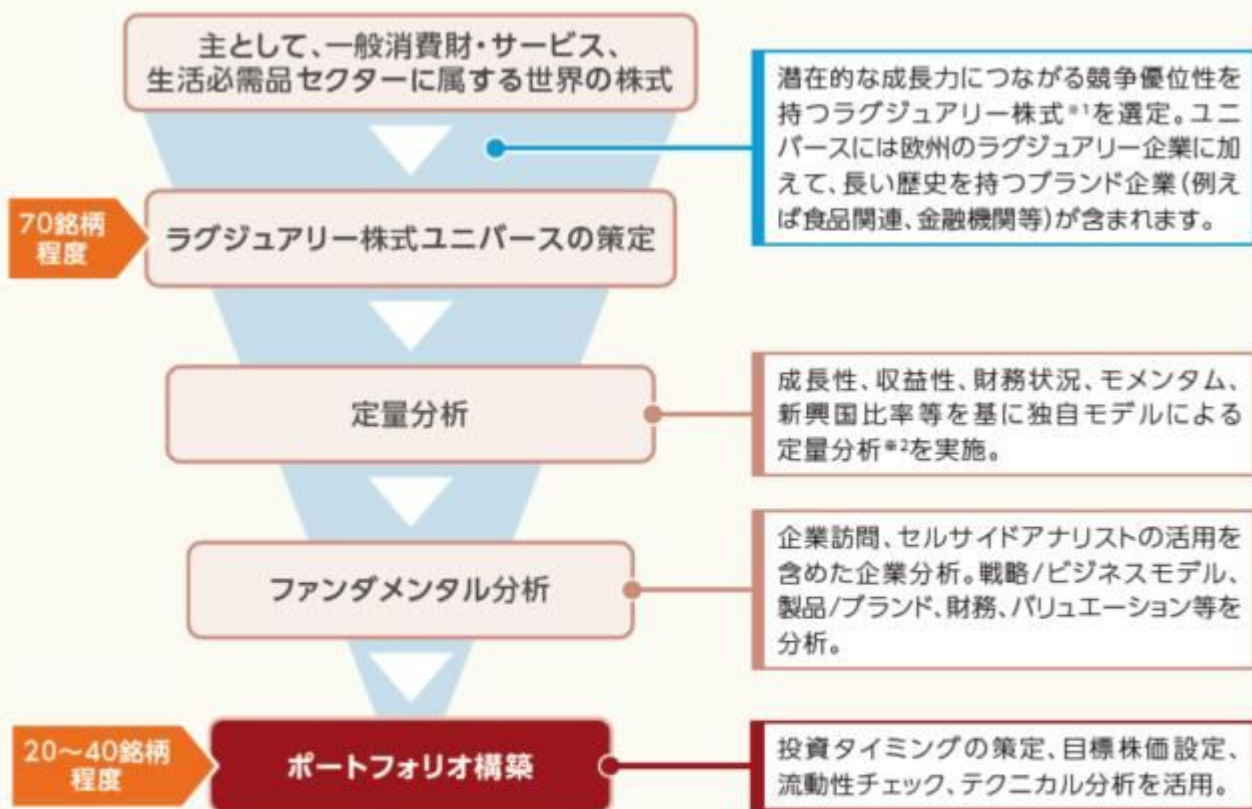 主として、一般消費財・サービス、
生活必需品セクターに属する世界の株式
潜在的な成長力につながる競争優位性を
持つラグジュアリー株式※1を選定。ユニ
バースには欧州のラグジュアリー企業に加
えて、長い歴史を持つブランド企業(例え
ば食品関連、金融機関等)が含まれます。
70銘柄
程度
ラグジュアリー株式ユニバースの策定
定量分析
成長性、収益性、財務状況、モメンタム、
新興国比率等を基に独自モデルによる
定量分析※2を実施。
ファンダメンタル分析
企業訪問、セルサイドアナリストの活用を
含めた企業分析。戦略/ビジネスモデル、
製品/ブランド、財務、バリュエーション等を
分析。
20～40銘柄
程度
ポートフォリオ構築
投資タイミングの策定、目標株価設定、
流動性チェック、テクニカル分析を活用。